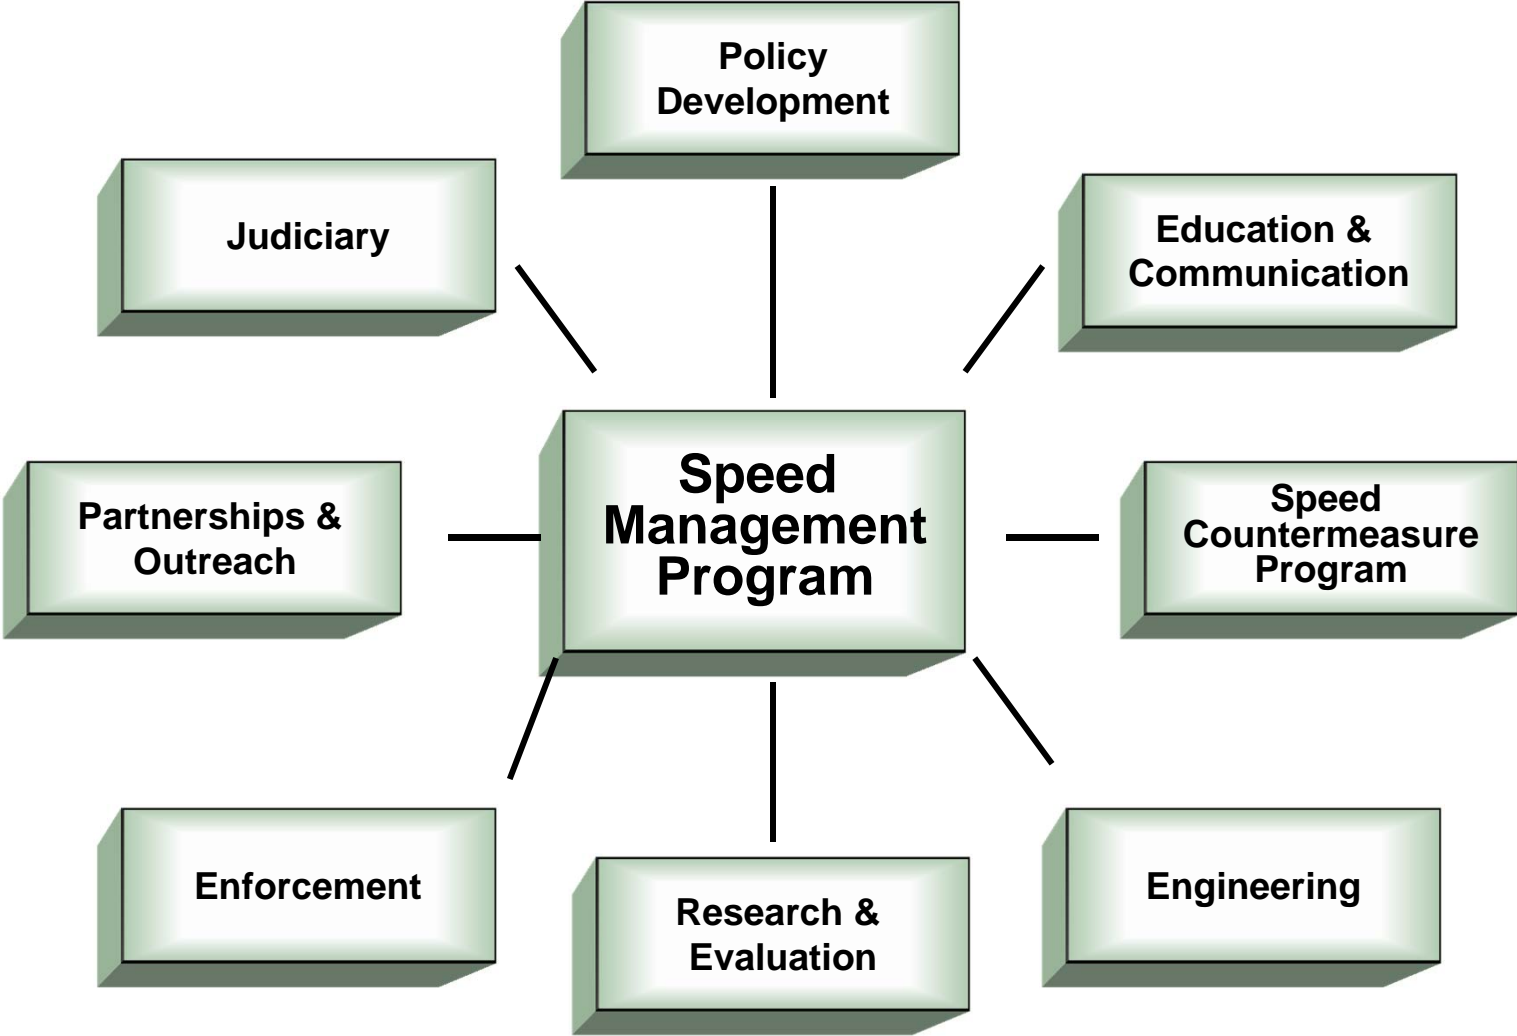 Policy
Development
Judiciary
Education &
Communication
Speed
Management
Program
Partnerships &
Outreach
Speed
Countermeasure
Program
Enforcement
Research &
Evaluation
Engineering